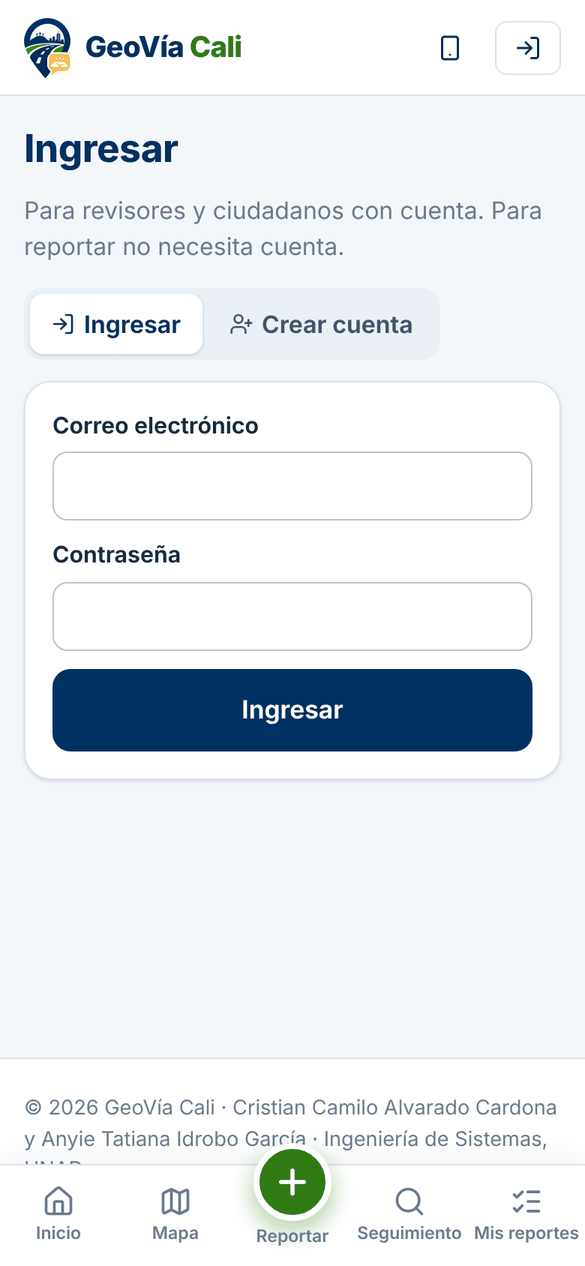 GeoVía Cali
Ingresar
Para revisores y ciudadanos con cuenta. Para
reportar no necesita cuenta.
Ingresar
Crear cuenta
Correo electrónico
Contraseña
Ingresar
© 2026 GeoVía Cali · Cristian Camilo Alvarado Cardona
y Anyie Tatiana Idrobo García · Ingeniería de Sistemas,
UNAD
Inicio
Mapa
Reportar
Seguimiento
Mis reportes